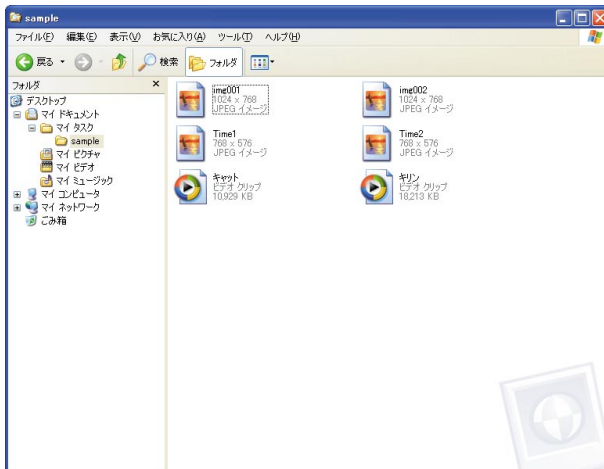 sample
ファイル(F) 編集(E) 表示(V) お気に入り(A) ツール(T) ヘルプ(H)
戻る 検索 フォルダ
フォルダ ×
デスクトップ
マイ ドキュメント
マイ タスク
sample
マイ ピクチャ
マイ ビデオ
マイ ミュージック
マイ コンピュータ
マイ ネットワーク
ごみ箱
img001
1024 x 768
JPEG イメージ
img002
1024 x 768
JPEG イメージ
Time1
768 x 576
JPEG イメージ
Time2
768 x 576
JPEG イメージ
キャット
ビデオ クリップ
10,929 KB
キリン
ビデオ クリップ
18,213 KB